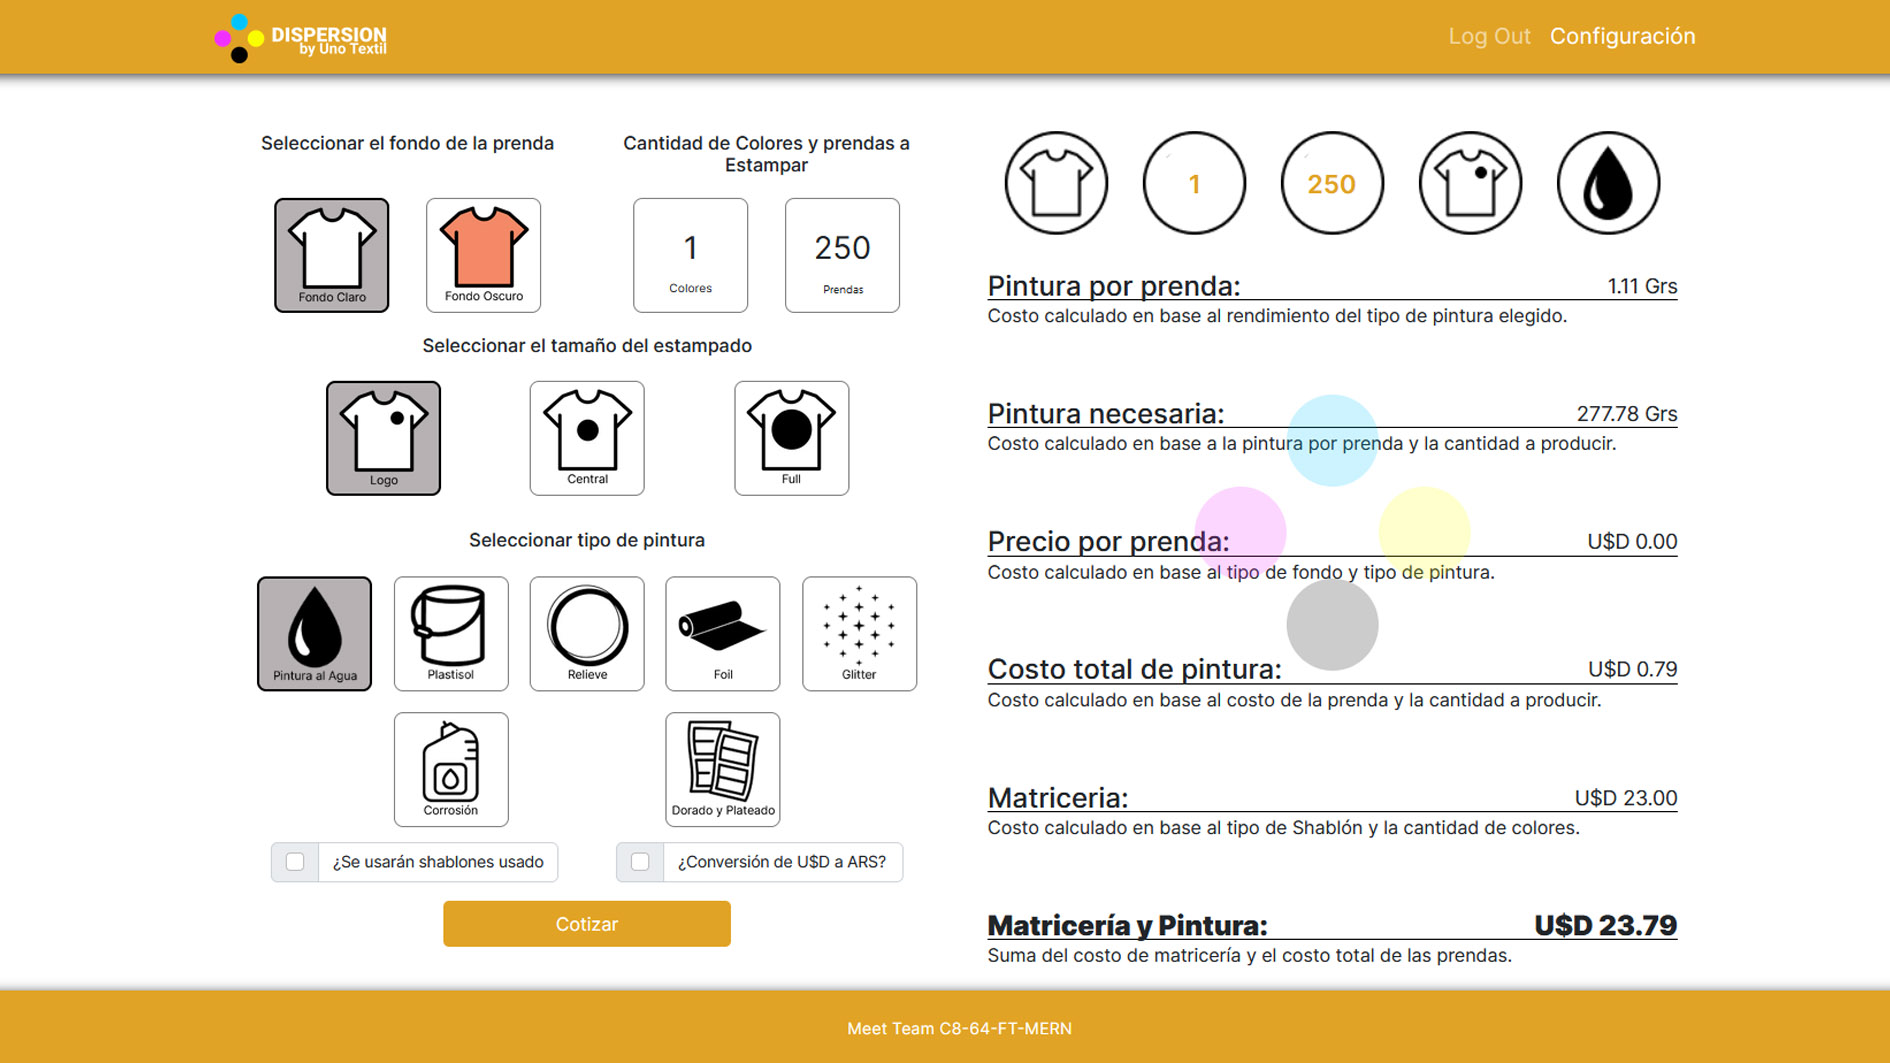 DISPERSION
by Uno Textil
Log Out
Configuración
Seleccionar el fondo de la prenda
Fondo Claro
Fondo Oscuro
Cantidad de Colores y prendas a
Estampar
1
Colores
250
Prendas
Seleccionar el tamaño del estampado
Logo
Central
Full
Seleccionar tipo de pintura
Pintura al Agua
Plastisol
Relieve
Foil
Glitter
Corrosión
Dorado y Plateado
¿Se usarán shablones usado
¿Conversión de U$D a ARS?
Cotizar
1
250
Pintura por prenda:
1.11 Grs
Costo calculado en base al rendimiento del tipo de pintura elegido.
Pintura necesaria:
277.78 Grs
Costo calculado en base a la pintura por prenda y la cantidad a producir.
Precio por prenda:
U$D 0.00
Costo calculado en base al tipo de fondo y tipo de pintura.
Costo total de pintura:
U$D 0.79
Costo calculado en base al costo de la prenda y la cantidad a producir.
Matriceria:
U$D 23.00
Costo calculado en base al tipo de Shablón y la cantidad de colores.
Matricería y Pintura:
U$D 23.79
Suma del costo de matricería y el costo total de las prendas.
Meet Team C8-64-FT-MERN